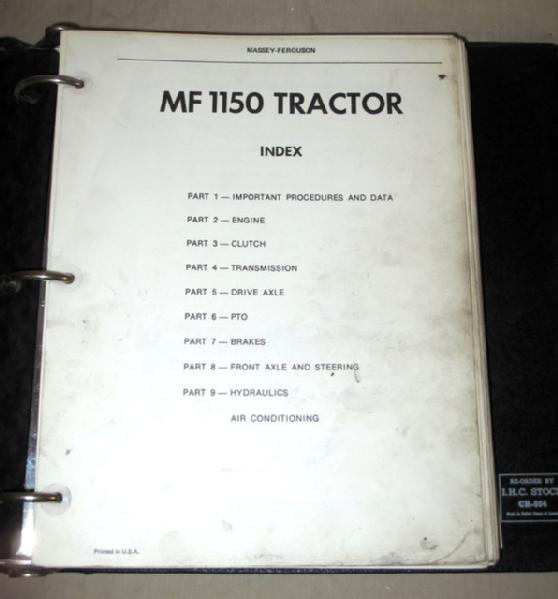 MASSEY-FERGUSON
MF 1150 TRACTOR
INDEX
PART 1 — IMPORTANT PROCEDURES AND DATA
PART 2 — ENGINE
PART 3 — CLUTCH
PART 4 — TRANSMISSION
PART 5 — DRIVE AXLE
PART 6 — PTO
PART 7 — BRAKES
PART 8 — FRONT AXLE AND STEERING
PART 9 — HYDRAULICS
AIR CONDITIONING
Printed in U.S.A.
RE-ORDER BY
I.H.C. STOCK